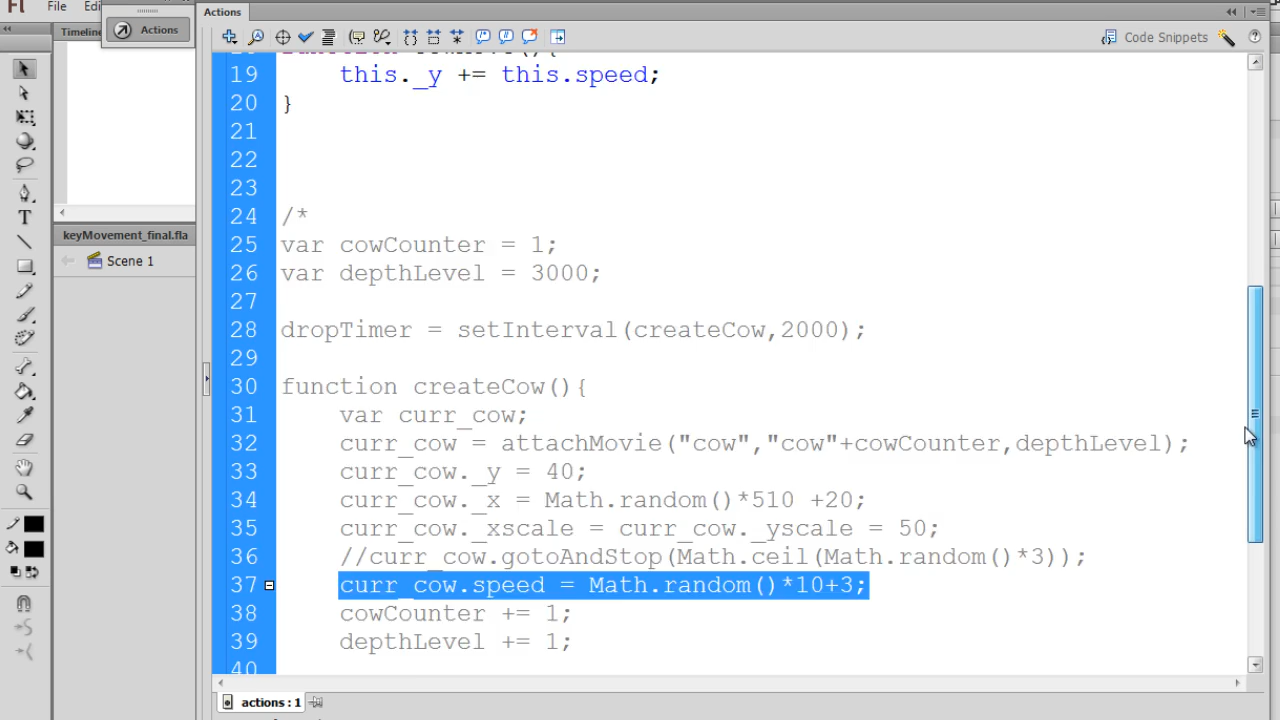 Fl File Edi
Timeline
Actions
Actions
Code Snippets
19 this._y += this.speed;
20 }
21
22
23
24 /*
25 var cowCounter = 1;
26 var depthLevel = 3000;
27
28 dropTimer = setInterval(createCow,2000);
29
30 function createCow(){
31 var curr_cow;
32 curr_cow = attachMovie("cow","cow"+cowCounter,depthLevel);
33 curr_cow._y = 40;
34 curr_cow._x = Math.random()*510 +20;
35 curr_cow._xscale = curr_cow._yscale = 50;
36 //curr_cow.gotoAndStop(Math.ceil(Math.random()*3));
37 curr_cow.speed = Math.random()*10+3;
38 cowCounter += 1;
39 depthLevel += 1;
40
keyMovement_final.fla
Scene 1
actions : 1